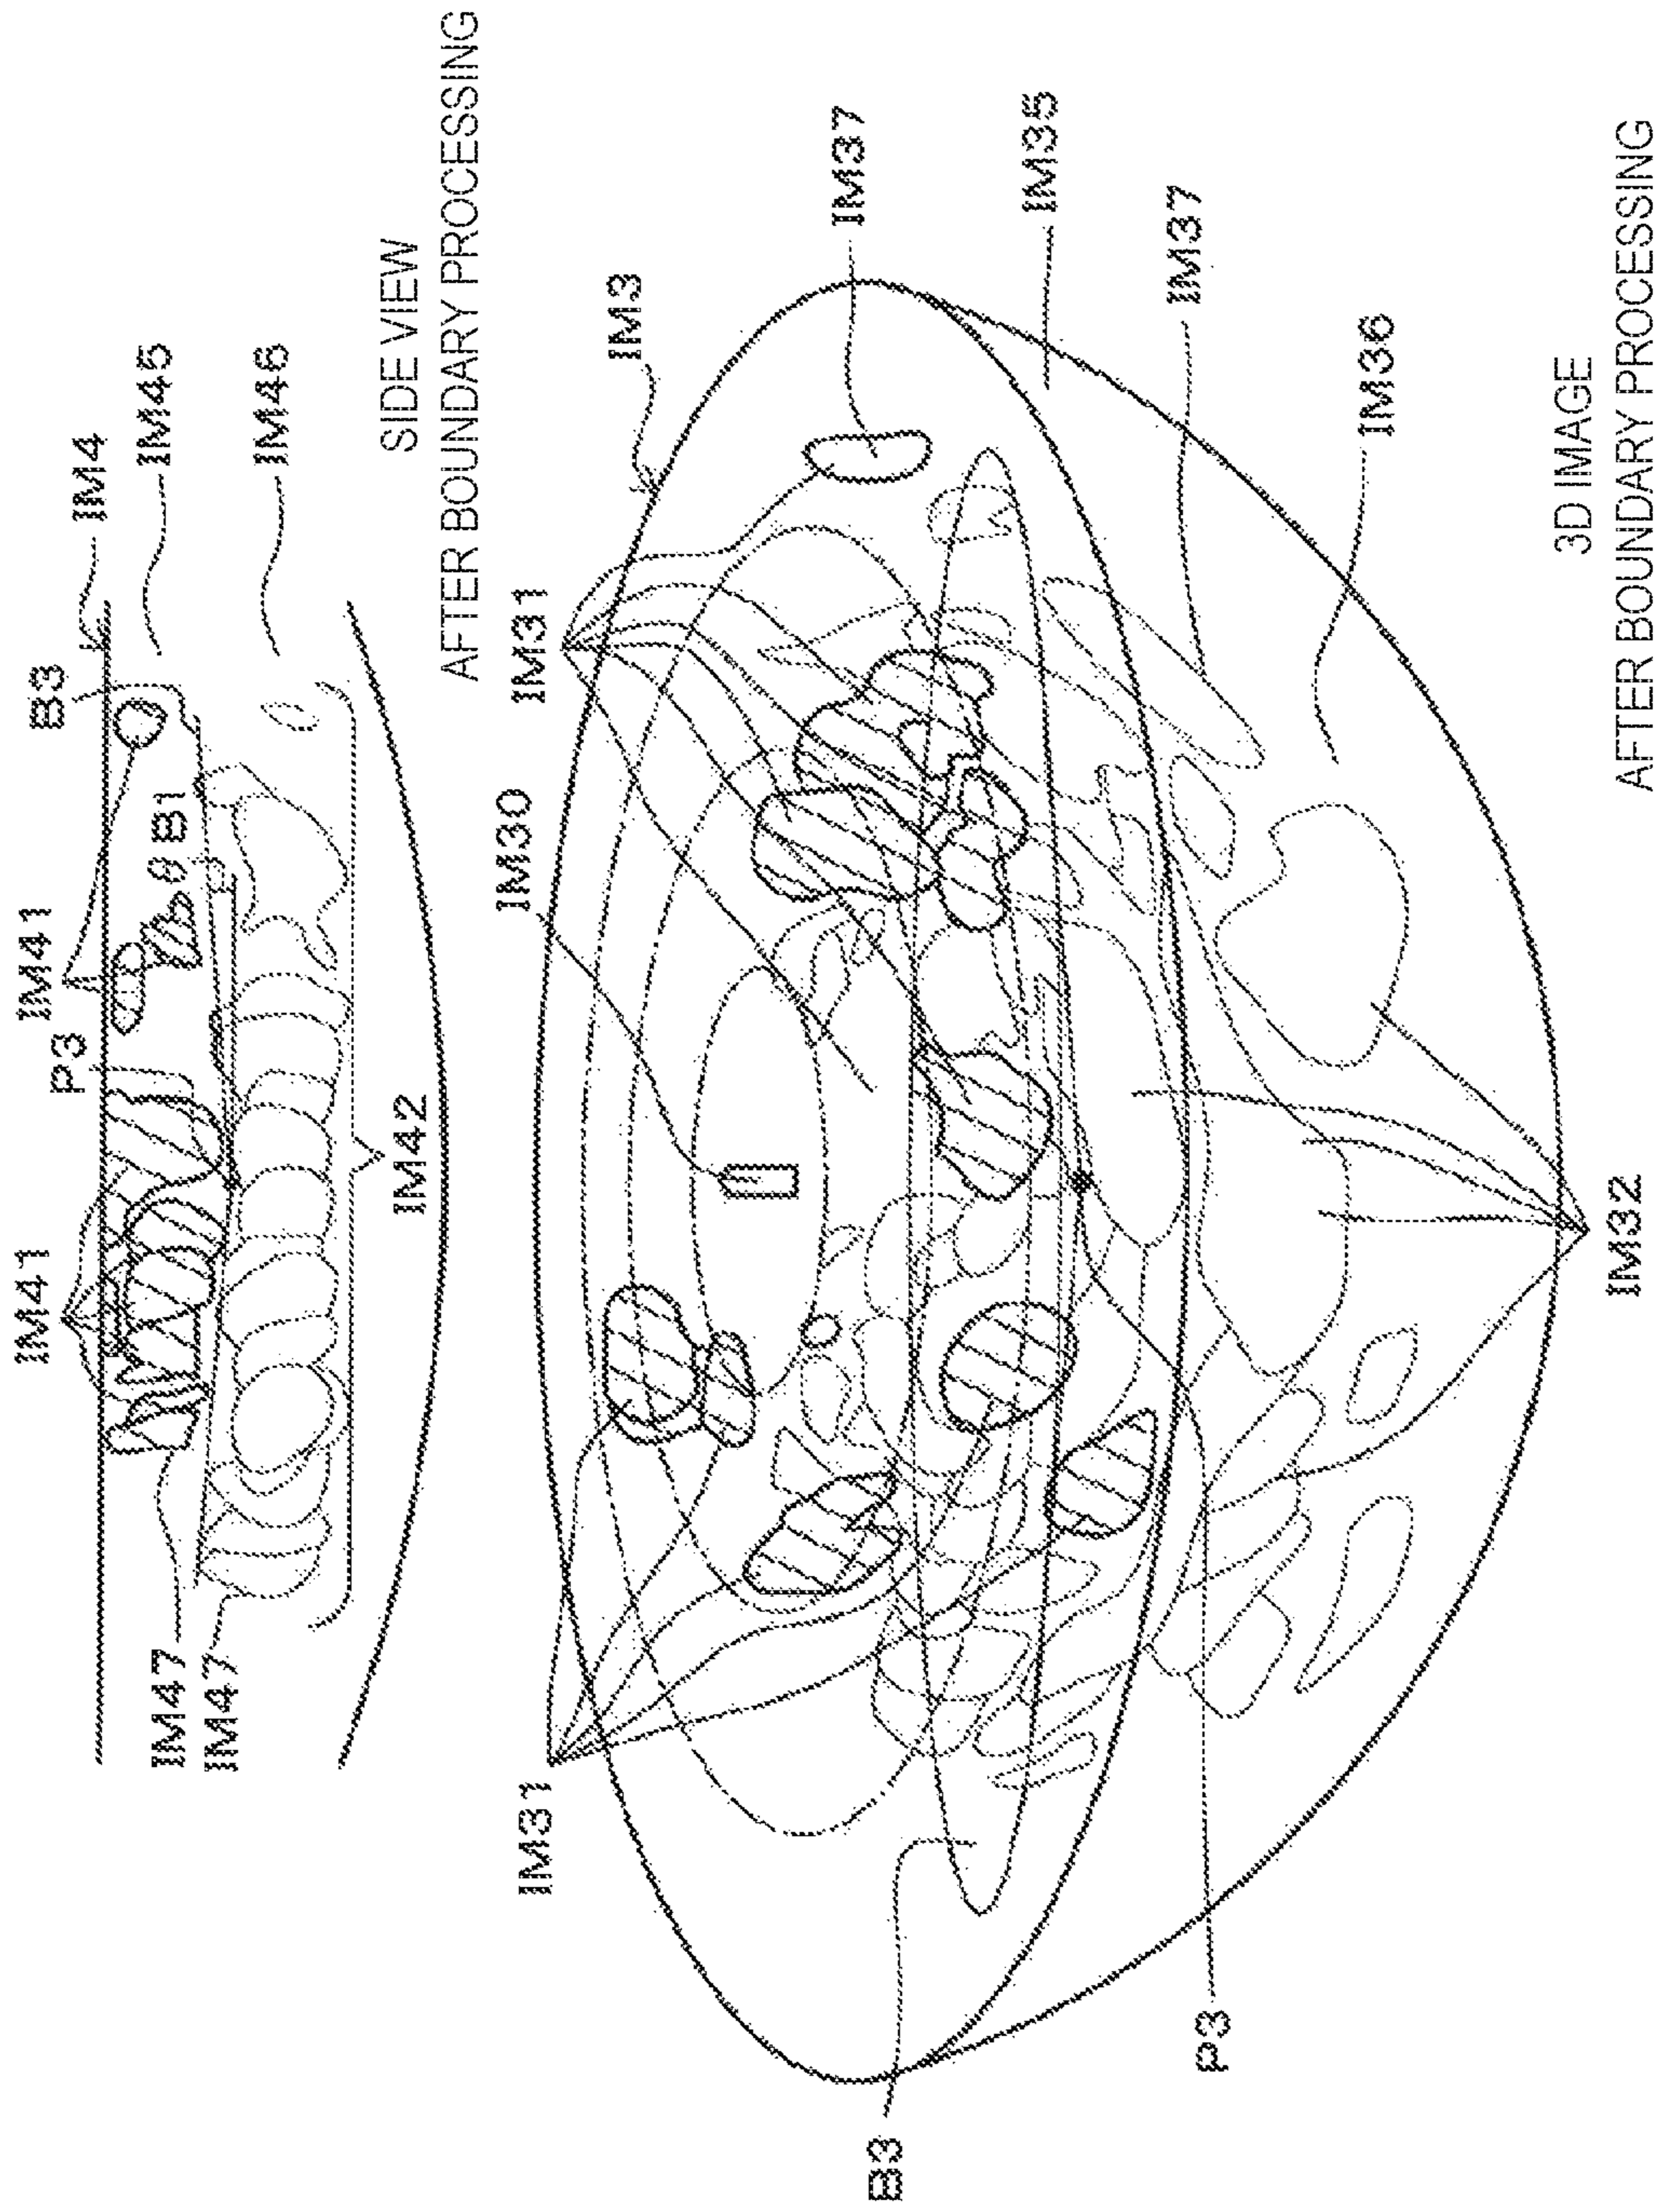 IM41
IM41
B3
P3
IM4
IM45
B1
IM47
IM47
IM46
IM42
SIDE VIEW
AFTER BOUNDARY PROCESSING
IM30
IM31
IM31
IM3
IM37
B3
IM35
IM37
P3
IM36
IM32
3D IMAGE
AFTER BOUNDARY PROCESSING